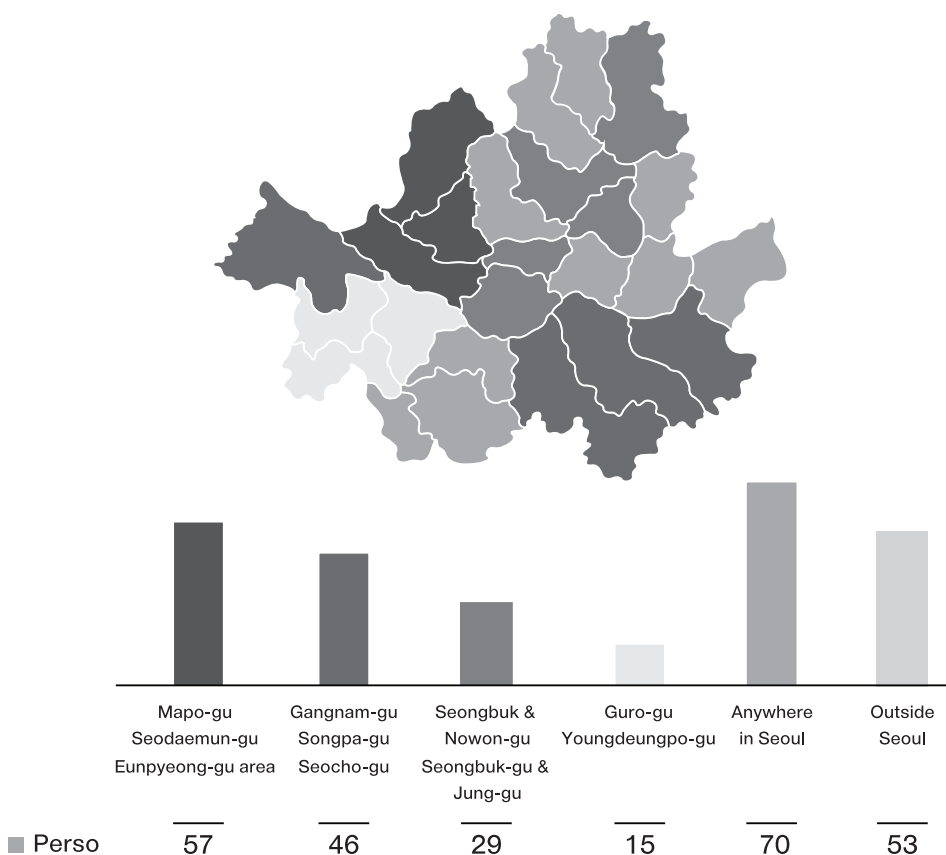 Mapo-gu
Seodaemun-gu
Eunpyeong-gu area
Gangnam-gu
Songpa-gu
Seocho-gu
Seongbuk &
Nowon-gu
Seongbuk-gu &
Jung-gu
Guro-gu
Youngdeungpo-gu
Anywhere
in Seoul
Outside
Seoul
Perso 57 46 29 15 70 53